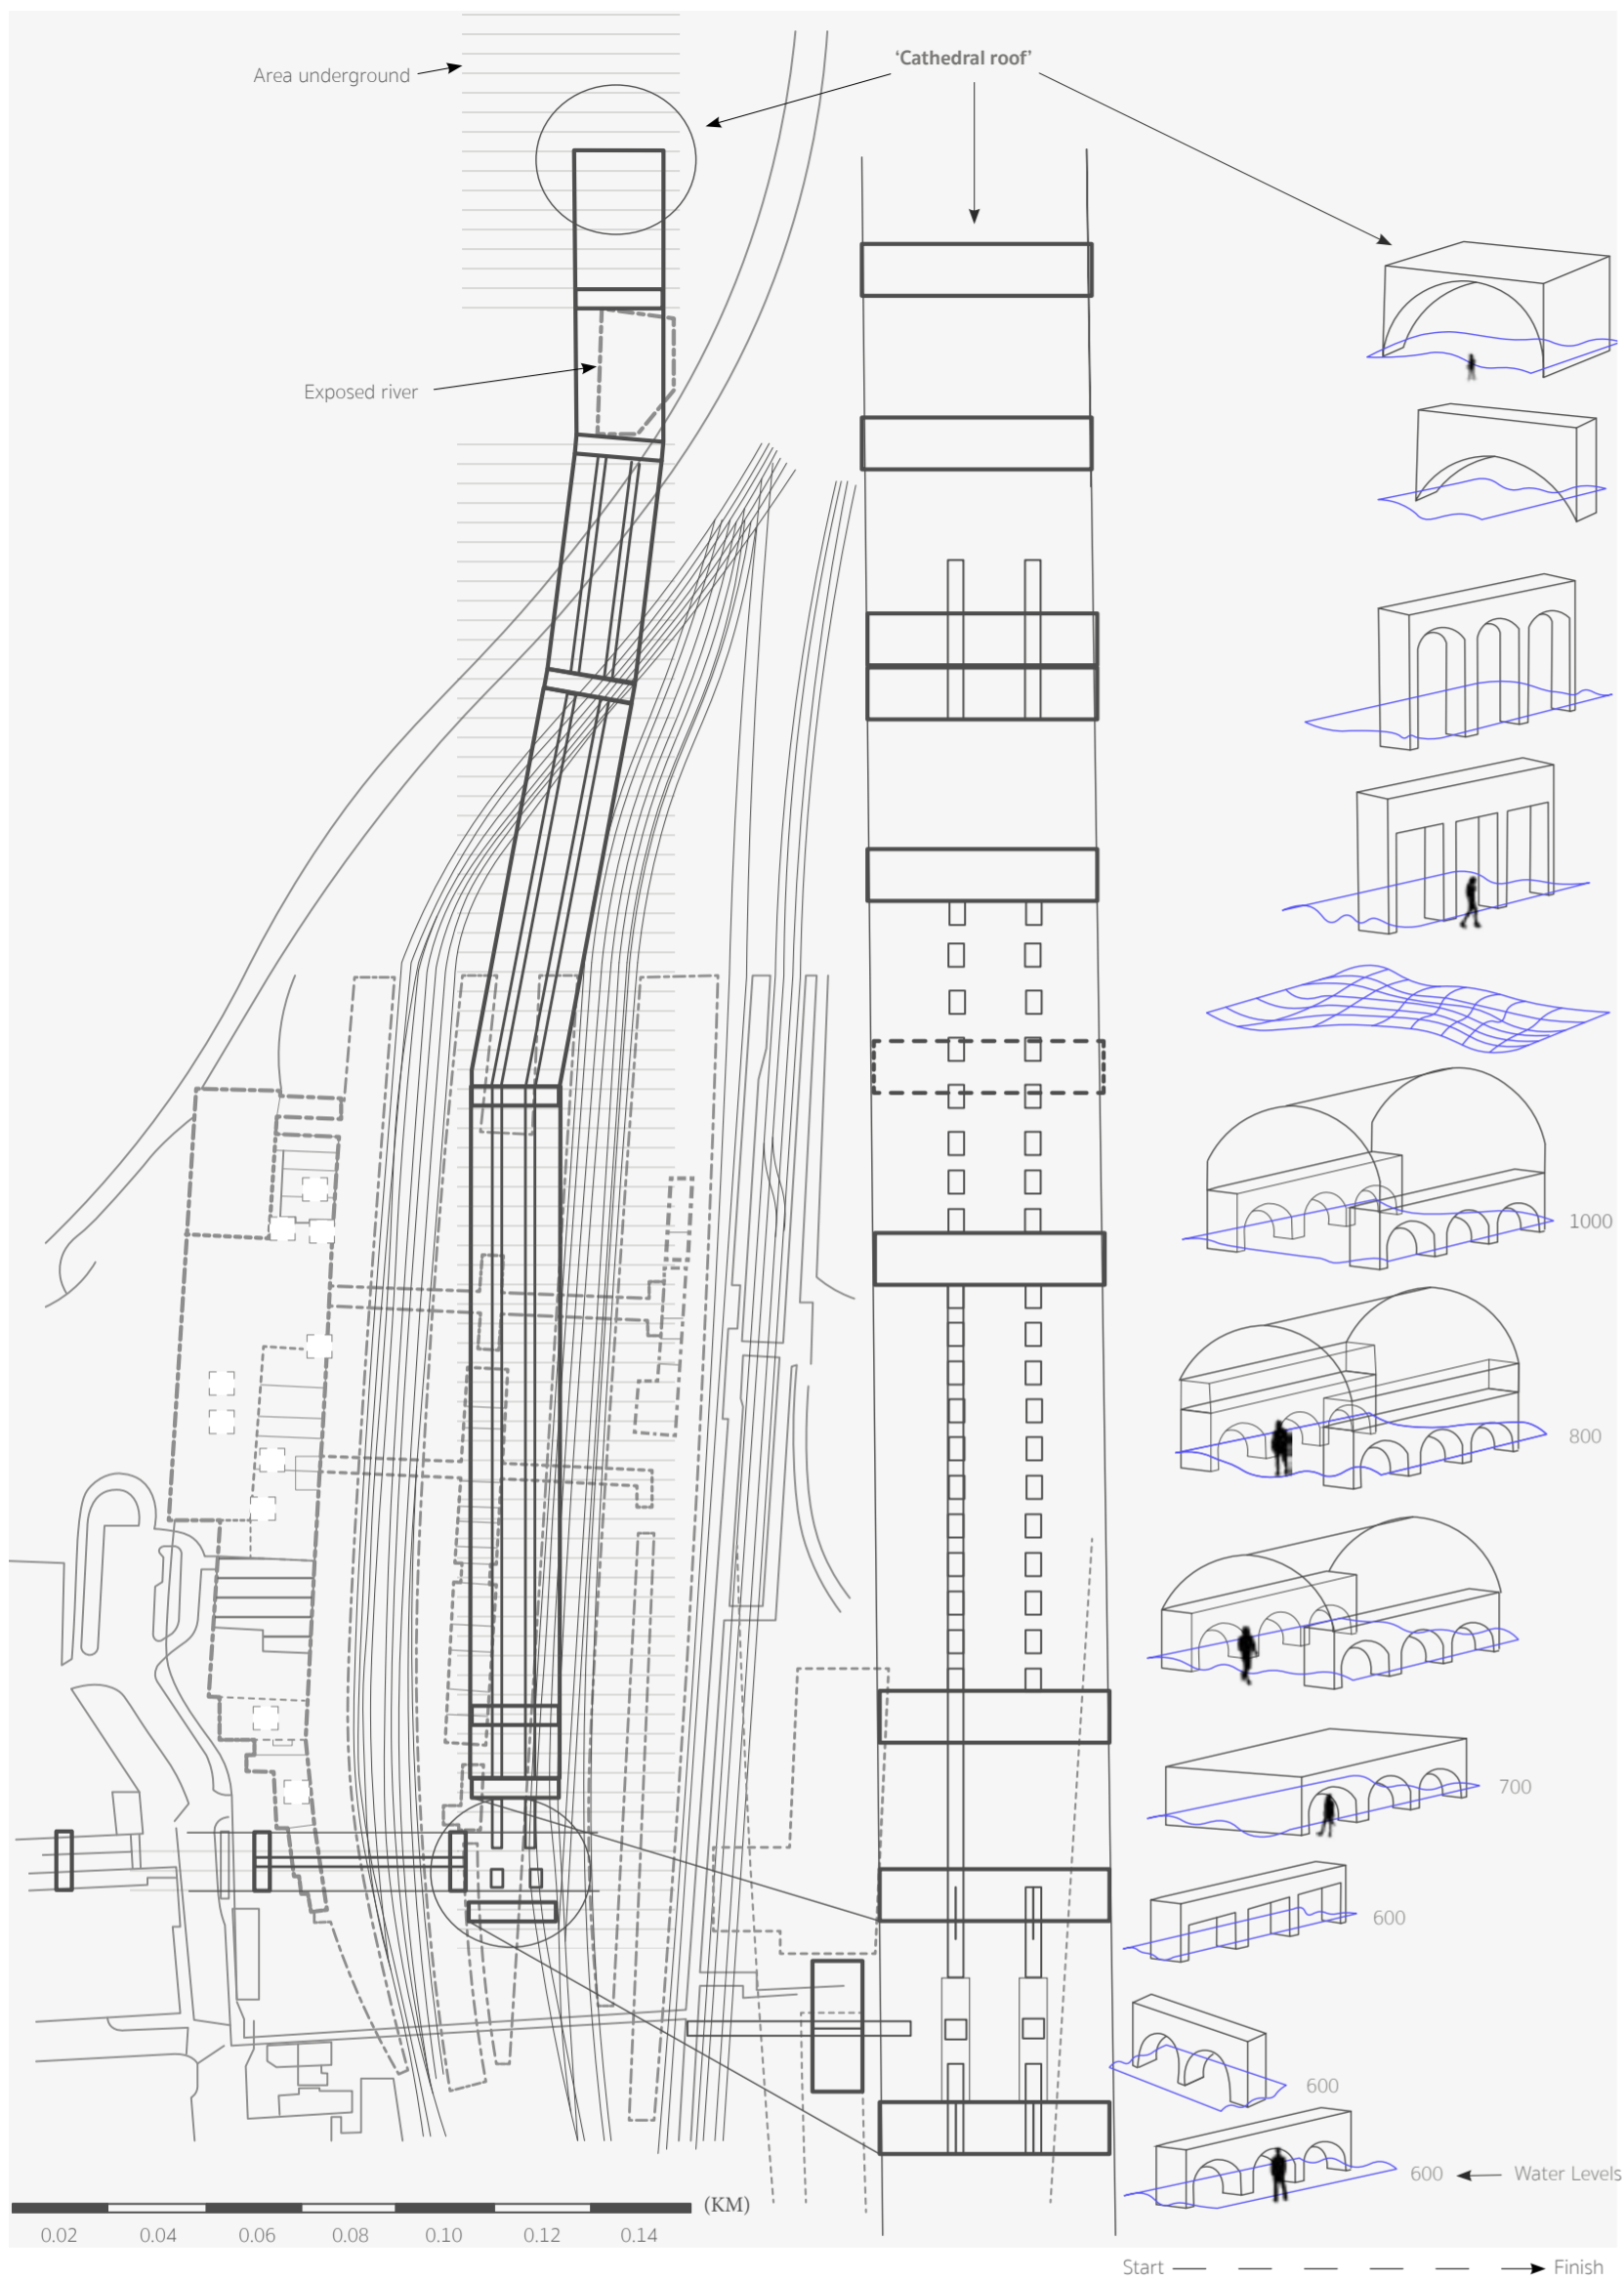 ‘Cathedral roof’
Area underground
Exposed river
1000
800
700
600
600
600
Water Levels
(KM)
0.02 0.04 0.06 0.08 0.10 0.12 0.14
Start
Finish